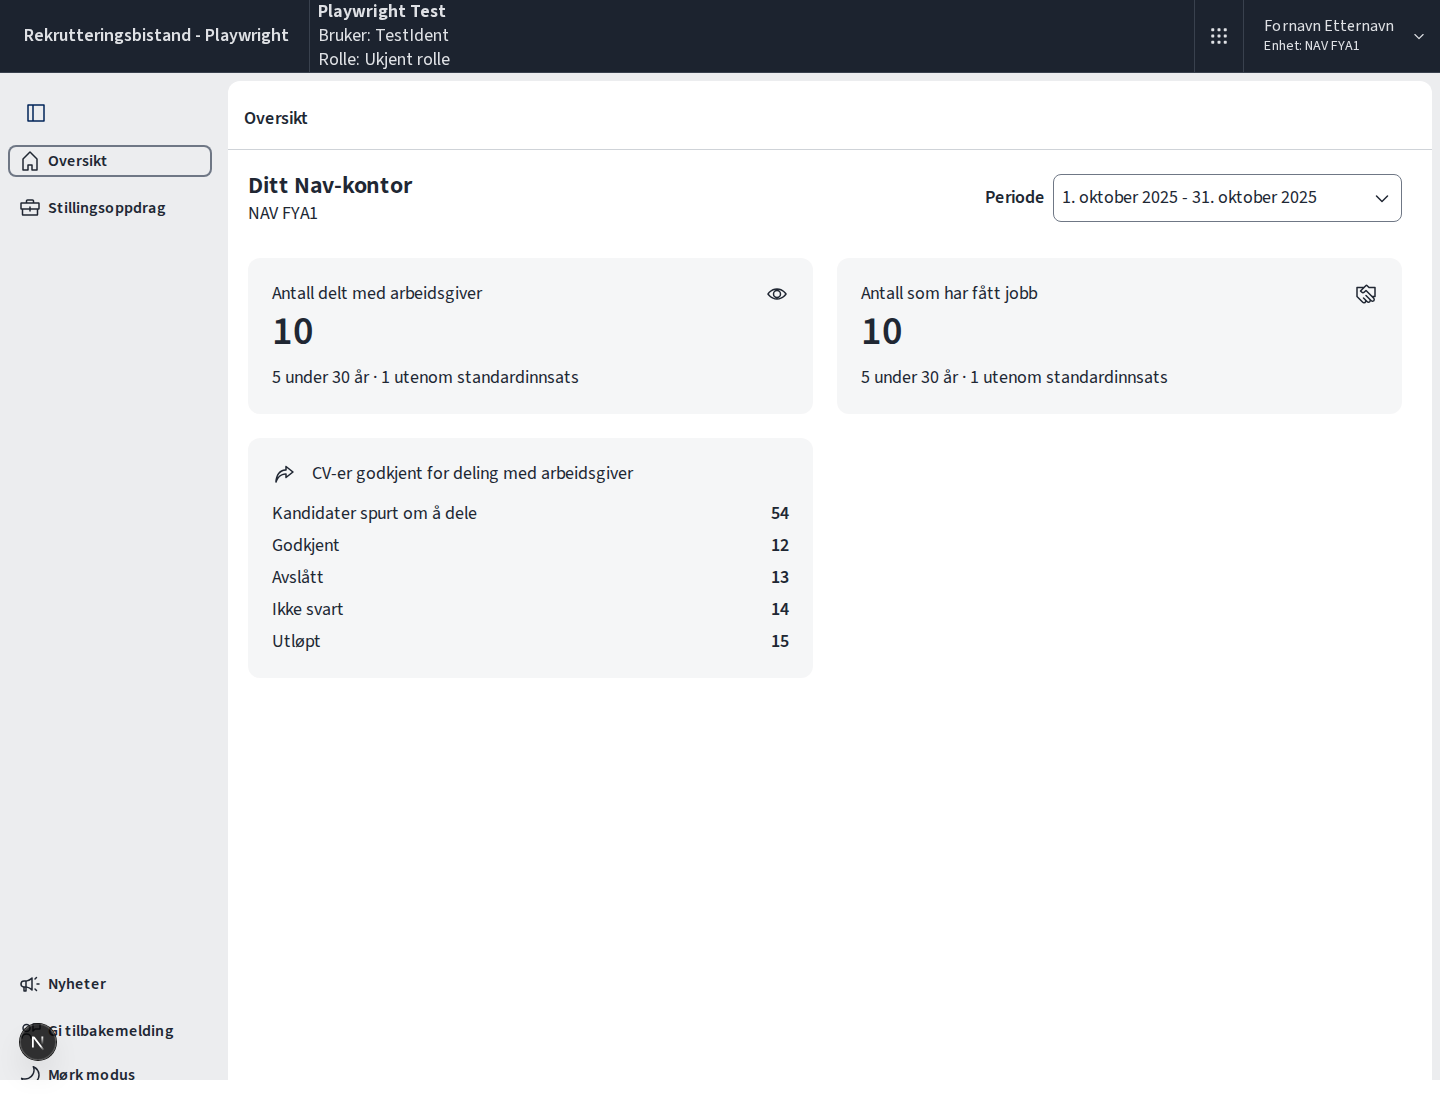 Rekrutteringsbistand - Playwright
Playwright Test
Bruker: TestIdent
Rolle: Ukjent rolle
Fornavn Etternavn
Enhet: NAV FYA1
Oversikt
Stillingsoppdrag
Oversikt
Ditt Nav-kontor
NAV FYA1
Periode
1. oktober 2025 - 31. oktober 2025
Antall delt med arbeidsgiver
10
5 under 30 år · 1 utenom standardinnsats
Antall som har fått jobb
10
5 under 30 år · 1 utenom standardinnsats
CV-er godkjent for deling med arbeidsgiver
Kandidater spurt om å dele 54
Godkjent 12
Avslått 13
Ikke svart 14
Utløpt 15
Nyheter
Gi tilbakemelding
N
Mørk modus